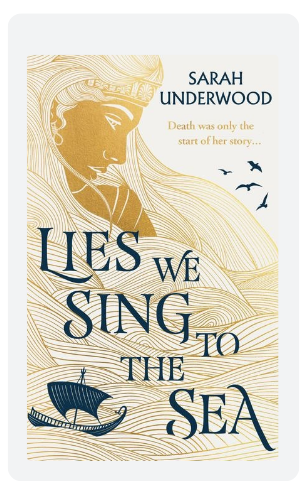 SARAH
UNDERWOOD
Death was only the
start of her story...
LIES WE
SING TO
THE
SEA